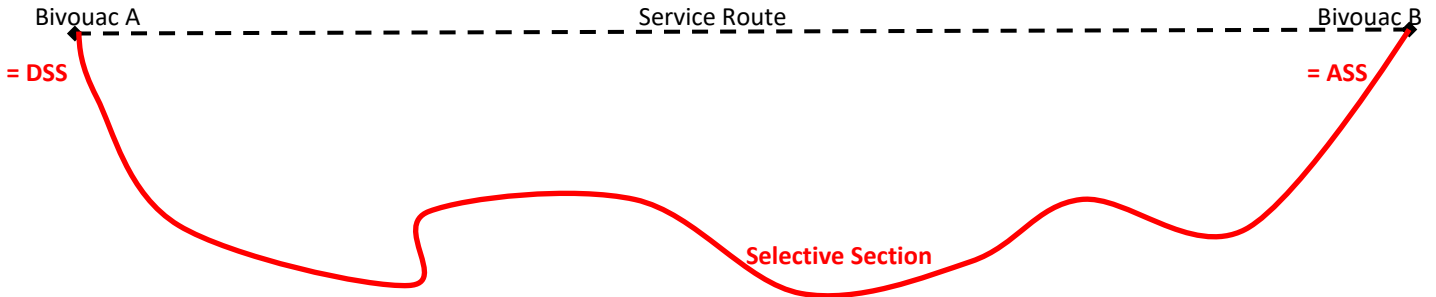 Bivouac A
Service Route
Bivouac B
= DSS
= ASS
Selective Section